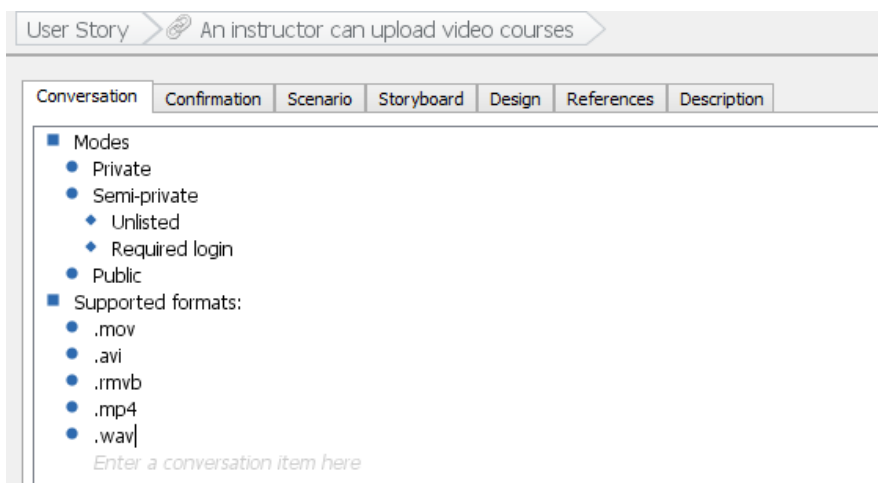 User Story An instructor can upload video courses
Conversation Confirmation Scenario Storyboard Design References Description
Modes
Private
Semi-private
Unlisted
Required login
Public
Supported formats:
.mov
.avi
.rmvb
.mp4
.wav
Enter a conversation item here